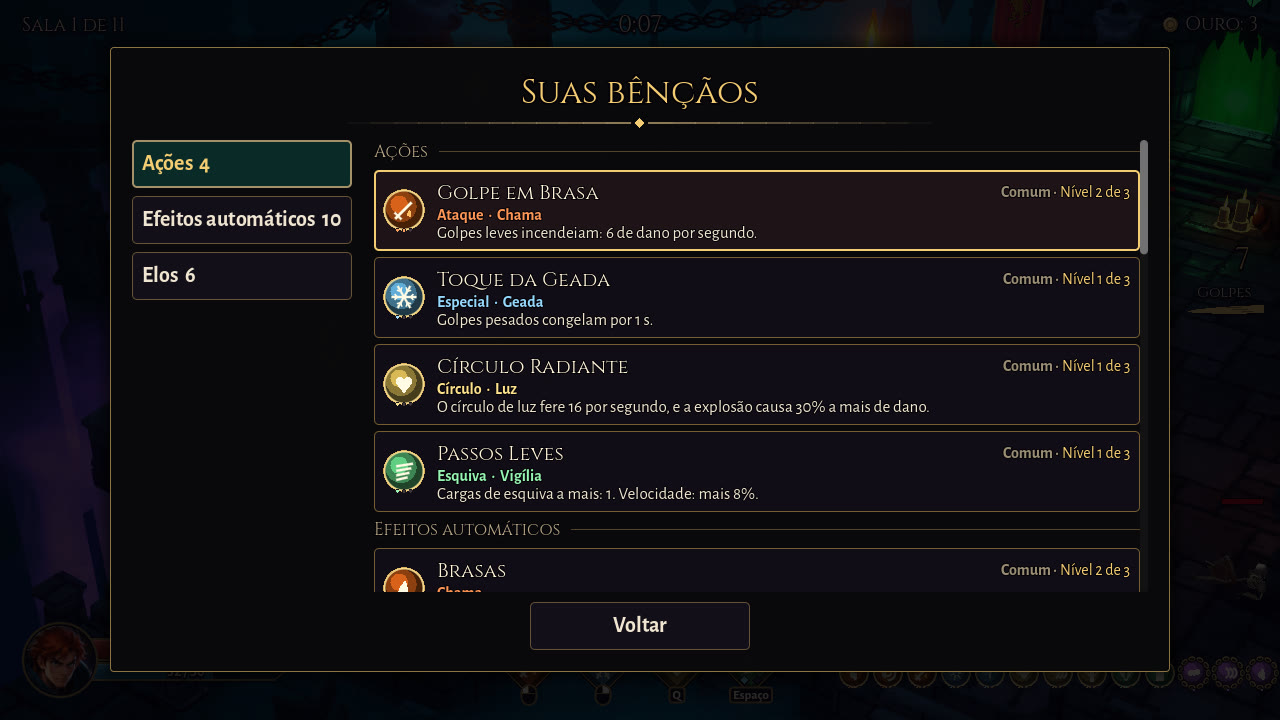 Sala 1 de 11
0:07
Ouro: 3
Suas bênçãos
Ações 4
Efeitos automáticos 10
Elos 6
Ações
Golpe em Brasa
Comum · Nível 2 de 3
Ataque · Chama
Golpes leves incendeiam: 6 de dano por segundo.
Toque da Geada
Comum · Nível 1 de 3
Especial · Geada
Golpes pesados congelam por 1 s.
Círculo Radiante
Comum · Nível 1 de 3
Círculo · Luz
O círculo de luz fere 16 por segundo, e a explosão causa 30% a mais de dano.
Passos Leves
Comum · Nível 1 de 3
Esquiva · Vigília
Cargas de esquiva a mais: 1. Velocidade: mais 8%.
Efeitos automáticos
Brasas
Comum · Nível 2 de 3
Chama
7
Golpes
Voltar
Q
Espaço